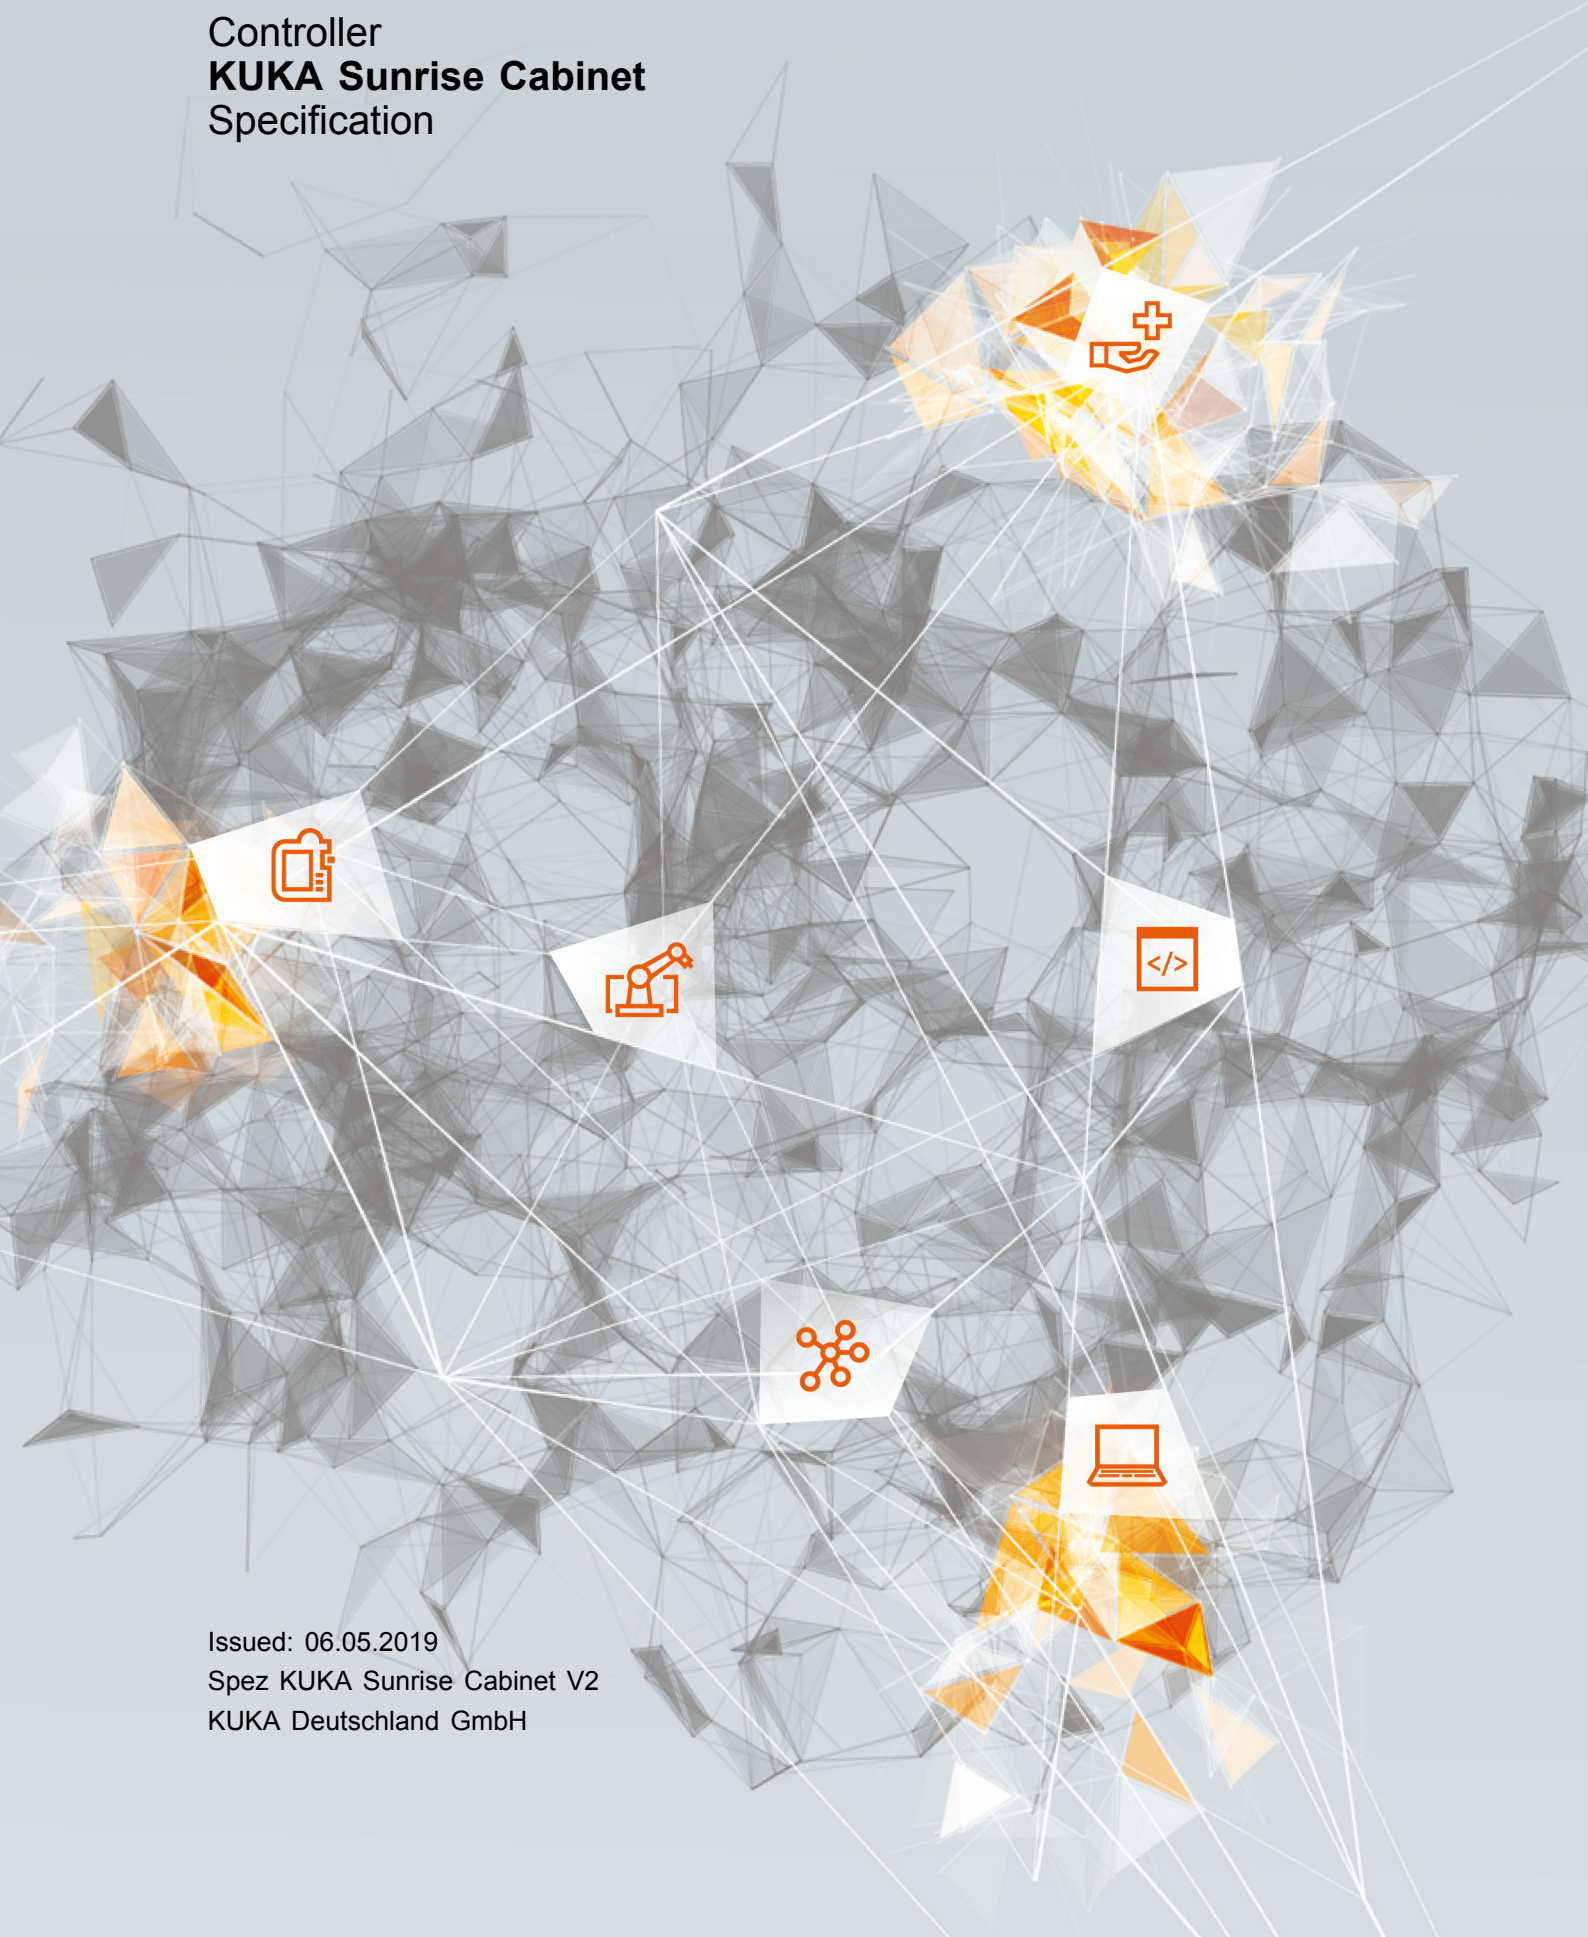 Controller
KUKA Sunrise Cabinet
Specification
</>
Issued: 06.05.2019
Spez KUKA Sunrise Cabinet V2
KUKA Deutschland GmbH